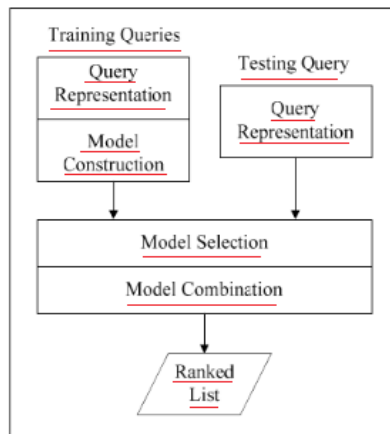 Training Queries
Query
Representation
Model
Construction
Testing Query
Query
Representation
Model Selection
Model Combination
Ranked
List